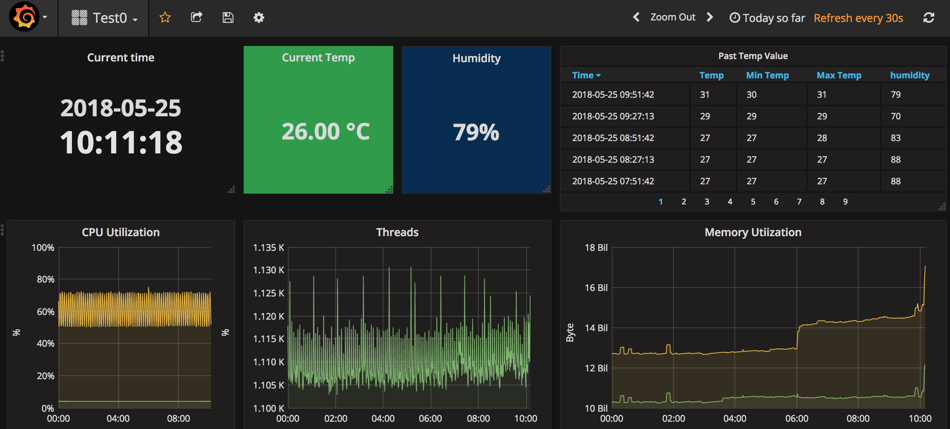 Test0
Zoom Out
Today so far
Refresh every 30s
Current time
2018-05-25
10:11:18
Current Temp
26.00 °C
Humidity
79%
Past Temp Value
Time Temp Min Temp Max Temp humidity
2018-05-25 09:51:42 31 30 31 79
2018-05-25 09:27:13 29 29 29 70
2018-05-25 08:51:42 27 27 28 83
2018-05-25 08:27:13 27 27 27 88
2018-05-25 07:51:42 27 27 27 88
1 2 3 4 5 6 7 8 9
CPU Utilization
100%
80%
60%
40%
20%
0%
%
%
00:00 04:00 08:00
Threads
1.135 K
1.130 K
1.125 K
1.120 K
1.115 K
1.110 K
1.105 K
1.100 K
00:00 02:00 04:00 06:00 08:00 10:00
Memory Utiization
18 Bil
16 Bil
14 Bil
12 Bil
10 Bil
Byte
00:00 02:00 04:00 06:00 08:00 10:00